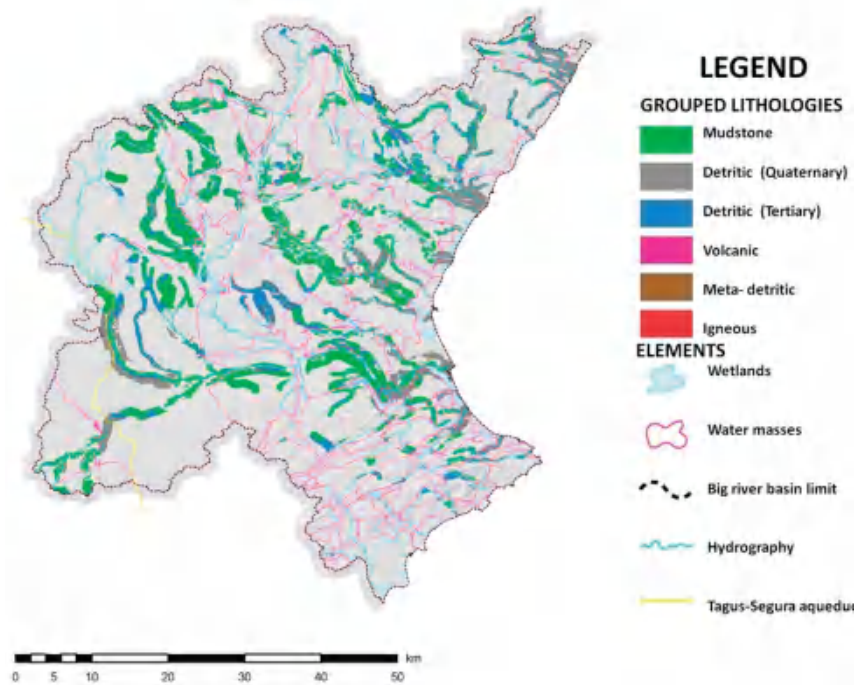 LEGEND
GROUPED LITHOLOGIES
Mudstone
Detritic (Quaternary)
Detritic (Tertiary)
Volcanic
Meta- detritic
Igneous
ELEMENTS
Wetlands
Water masses
Big river basin limit
Hydrography
Tagus-Segura aqueduc
km
0 5 10 20 30 40 50